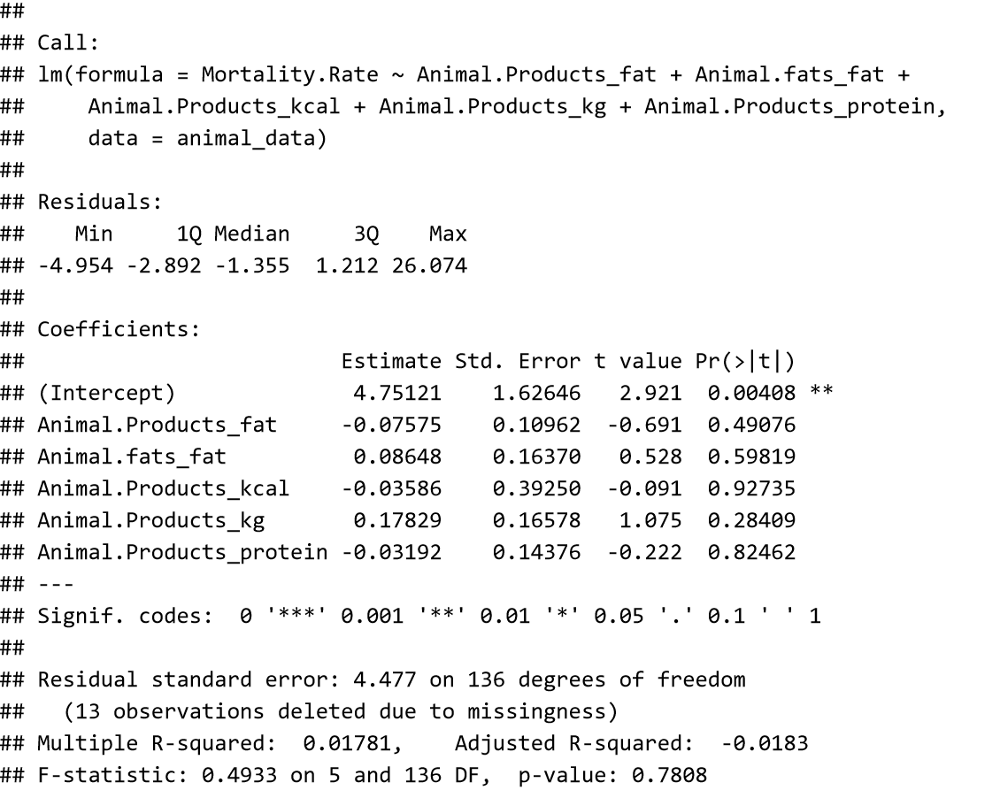 ##
## Call:
## lm(formula = Mortality.Rate ~ Animal.Products_fat + Animal.fats_fat +
##     Animal.Products_kcal + Animal.Products_kg + Animal.Products_protein,
##     data = animal_data)
##
## Residuals:
##    Min     1Q Median     3Q    Max
## -4.954 -2.892 -1.355  1.212 26.074
##
## Coefficients:
##                         Estimate Std. Error t value Pr(>|t|)
## (Intercept)              4.75121    1.62646   2.921  0.00408 **
## Animal.Products_fat     -0.07575    0.10962  -0.691  0.49076
## Animal.fats_fat          0.08648    0.16370   0.528  0.59819
## Animal.Products_kcal    -0.03586    0.39250  -0.091  0.92735
## Animal.Products_kg       0.17829    0.16578   1.075  0.28409
## Animal.Products_protein -0.03192    0.14376  -0.222  0.82462
## ---
## Signif. codes:  0 '***' 0.001 '**' 0.01 '*' 0.05 '.' 0.1 ' ' 1
##
## Residual standard error: 4.477 on 136 degrees of freedom
##   (13 observations deleted due to missingness)
## Multiple R-squared:  0.01781,    Adjusted R-squared:  -0.0183
## F-statistic: 0.4933 on 5 and 136 DF,  p-value: 0.7808